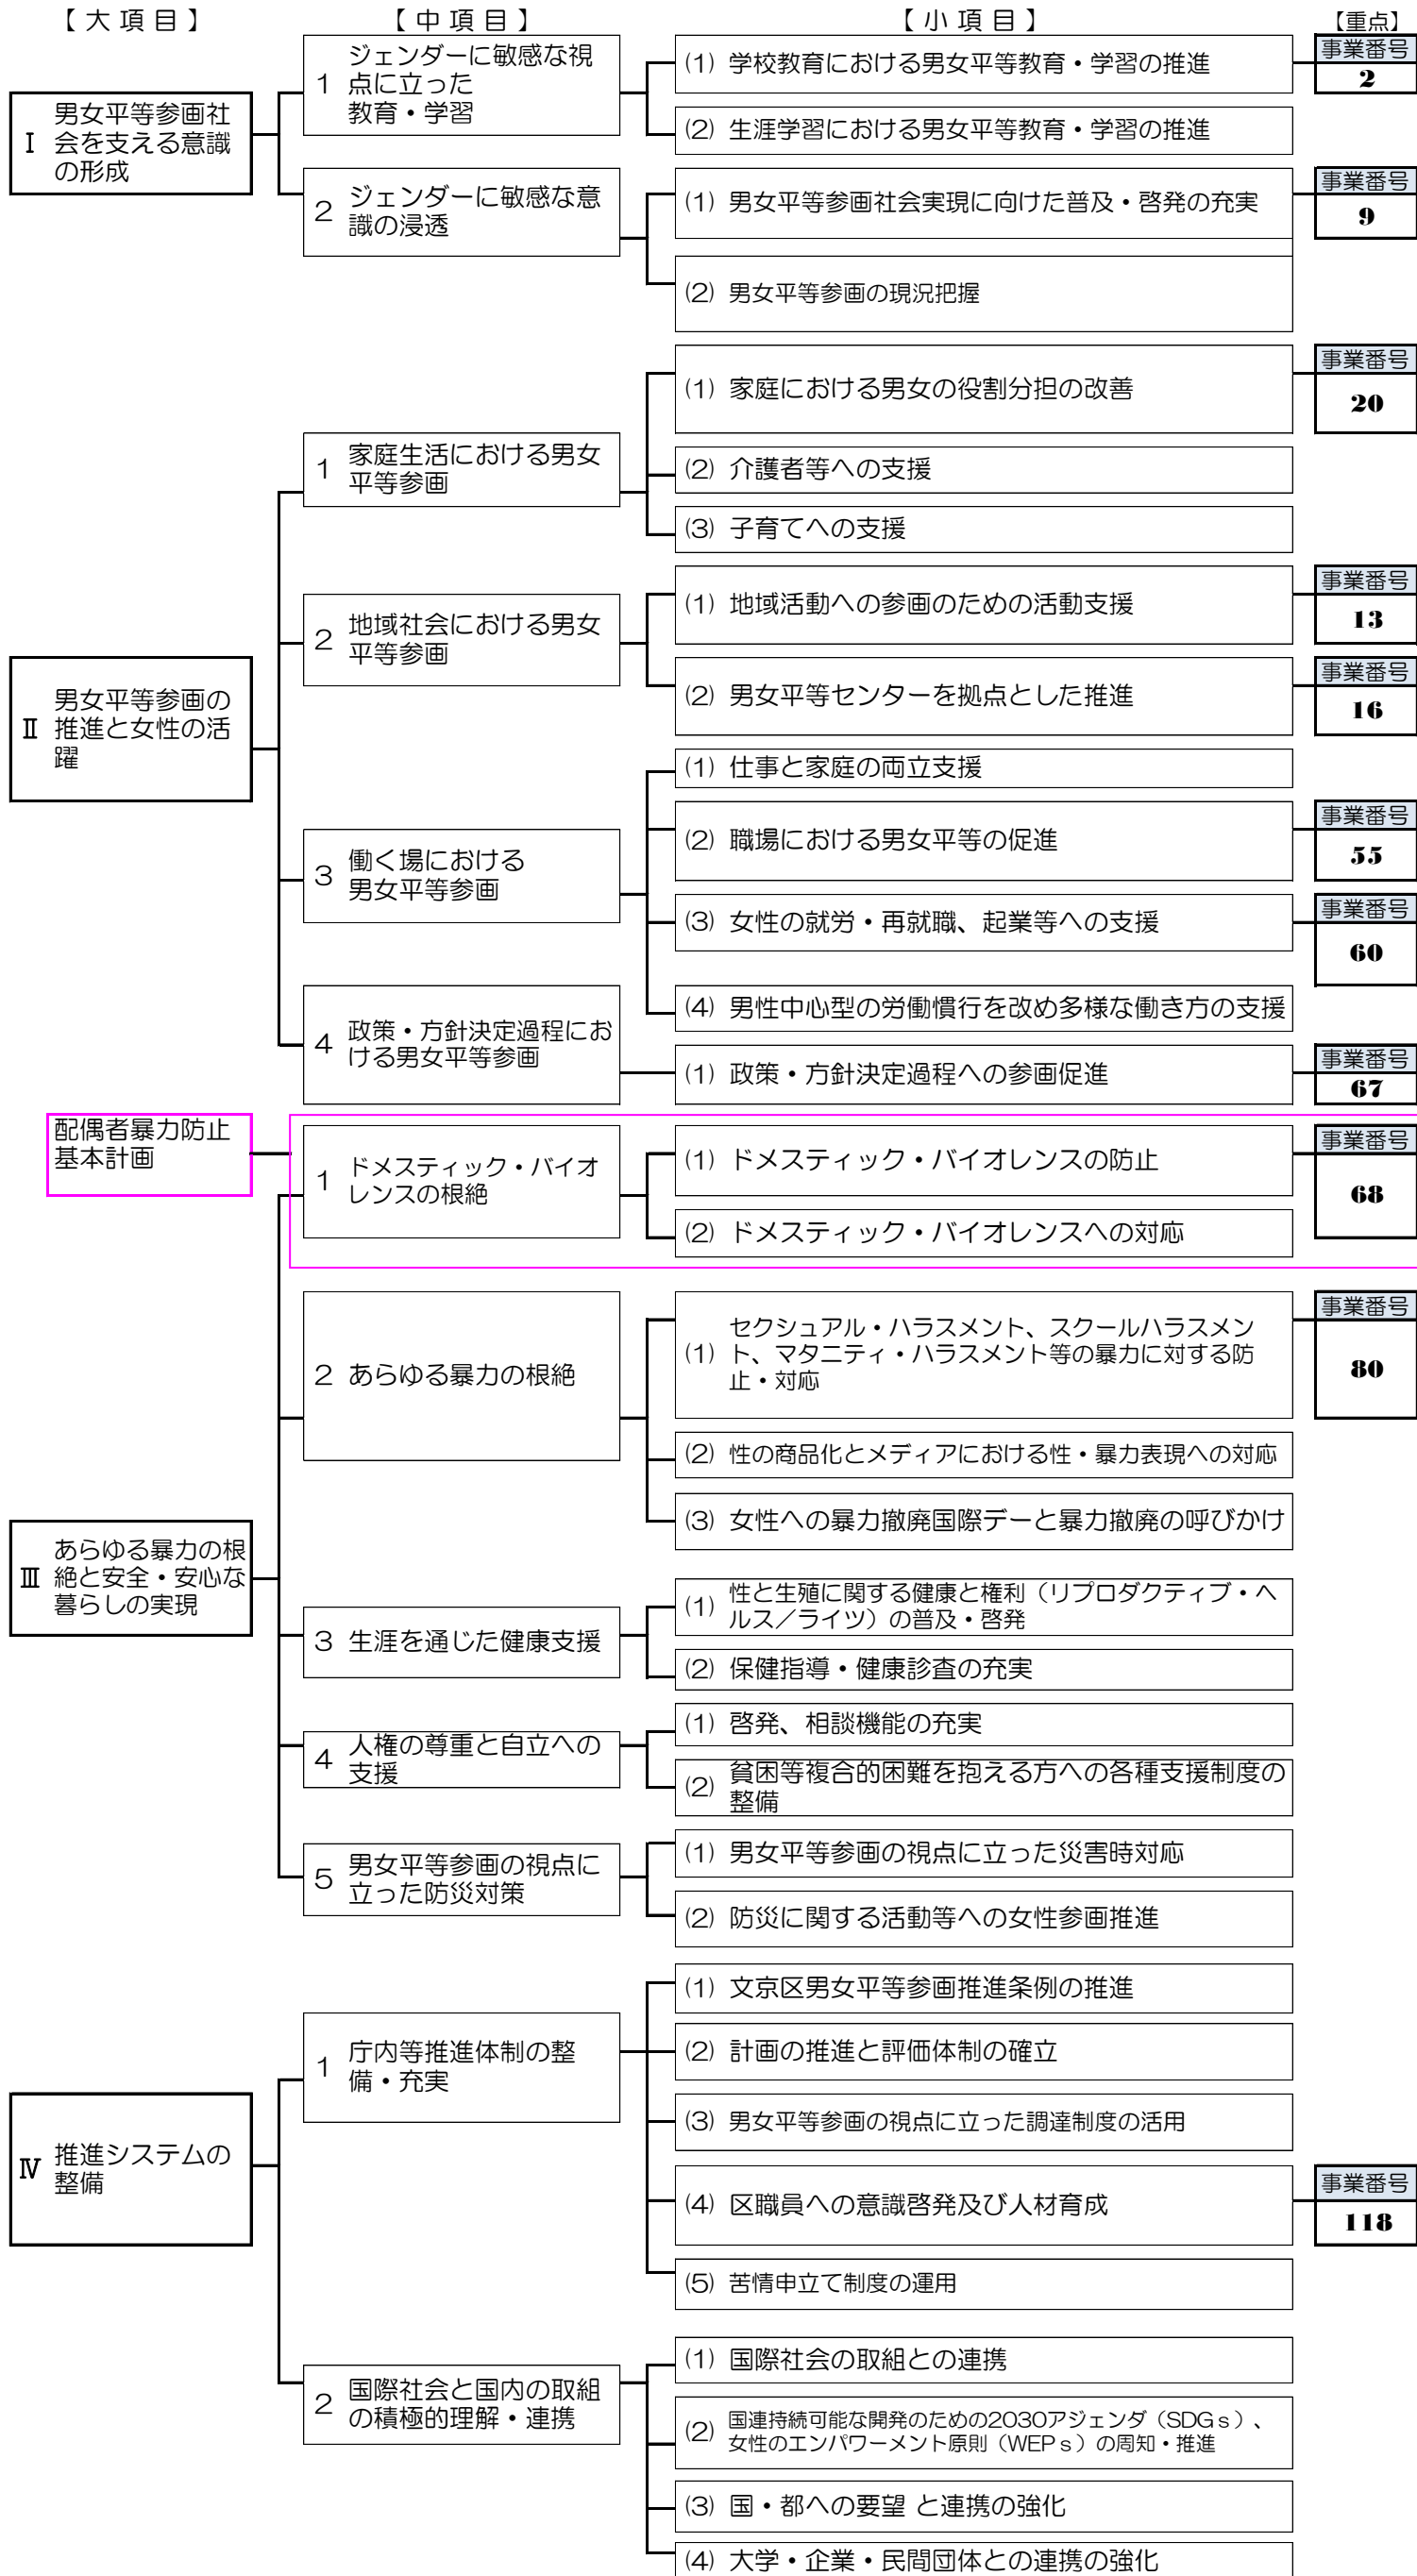 【 大 項 目 】 【 中 項 目 】 【 小 項 目 】 【重点】
Ⅰ 男女平等参画社
会を支える意識
の形成
1 ジェンダーに敏感な視
点に立った
教育・学習
(1) 学校教育における男女平等教育・学習の推進
事業番号
2
(2) 生涯学習における男女平等教育・学習の推進
2 ジェンダーに敏感な意
識の浸透
(1) 男女平等参画社会実現に向けた普及・啓発の充実
事業番号
9
(2) 男女平等参画の現況把握
Ⅱ 男女平等参画の
推進と女性の活
躍
1 家庭生活における男女
平等参画
(1) 家庭における男女の役割分担の改善
事業番号
20
(2) 介護者等への支援
(3) 子育てへの支援
2 地域社会における男女
平等参画
(1) 地域活動への参画のための活動支援
事業番号
13
(2) 男女平等センターを拠点とした推進
事業番号
16
3 働く場における
男女平等参画
(1) 仕事と家庭の両立支援
(2) 職場における男女平等の促進
事業番号
55
(3) 女性の就労・再就職、起業等への支援
事業番号
60
(4) 男性中心型の労働慣行を改め多様な働き方の支援
4 政策・方針決定過程にお
ける男女平等参画
(1) 政策・方針決定過程への参画促進
事業番号
67
配偶者暴力防止
基本計画
Ⅲ あらゆる暴力の根
絶と安全・安心な
暮らしの実現
1 ドメスティック・バイオ
レンスの根絶
(1) ドメスティック・バイオレンスの防止
事業番号
68
(2) ドメスティック・バイオレンスへの対応
2 あらゆる暴力の根絶
(1) セクシュアル・ハラスメント、スクールハラスメン
ト、マタニティ・ハラスメント等の暴力に対する防
止・対応
事業番号
80
(2) 性の商品化とメディアにおける性・暴力表現への対応
(3) 女性への暴力撤廃国際デーと暴力撤廃の呼びかけ
3 生涯を通じた健康支援
(1) 性と生殖に関する健康と権利（リプロダクティブ・ヘ
ルス／ライツ）の普及・啓発
(2) 保健指導・健康診査の充実
4 人権の尊重と自立への
支援
(1) 啓発、相談機能の充実
(2) 貧困等複合的困難を抱える方への各種支援制度の
整備
5 男女平等参画の視点に
立った防災対策
(1) 男女平等参画の視点に立った災害時対応
(2) 防災に関する活動等への女性参画推進
Ⅳ 推進システムの
整備
1 庁内等推進体制の整
備・充実
(1) 文京区男女平等参画推進条例の推進
(2) 計画の推進と評価体制の確立
(3) 男女平等参画の視点に立った調達制度の活用
(4) 区職員への意識啓発及び人材育成
事業番号
118
(5) 苦情申立て制度の運用
2 国際社会と国内の取組
の積極的理解・連携
(1) 国際社会の取組との連携
(2) 国連持続可能な開発のための2030アジェンダ（SDGｓ）、
女性のエンパワーメント原則（WEPｓ）の周知・推進
(3) 国・都への要望 と連携の強化
(4) 大学・企業・民間団体との連携の強化